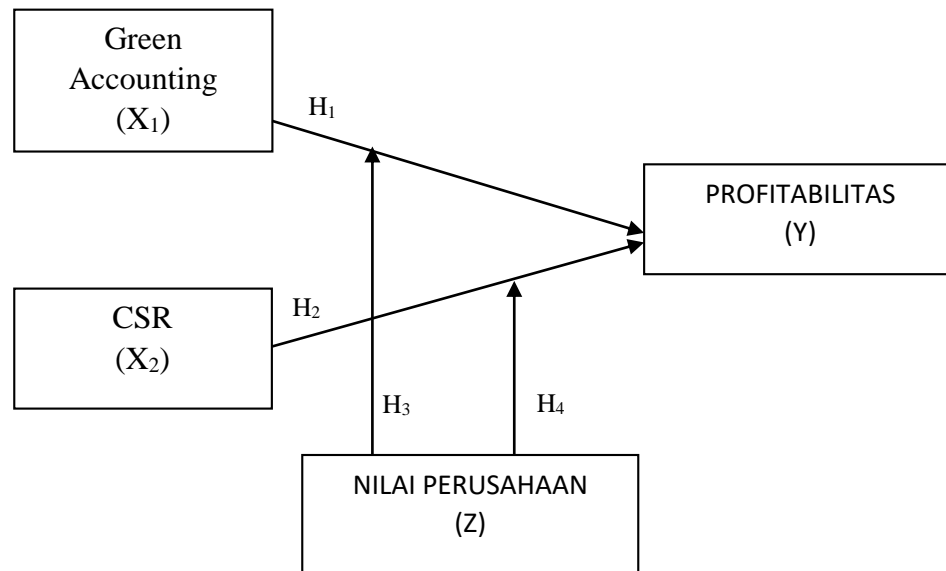 Green
Accounting
(X₁)
H₁
PROFITABILITAS
(Y)
CSR
(X₂)
H₂
H₃
H₄
NILAI PERUSAHAAN
(Z)